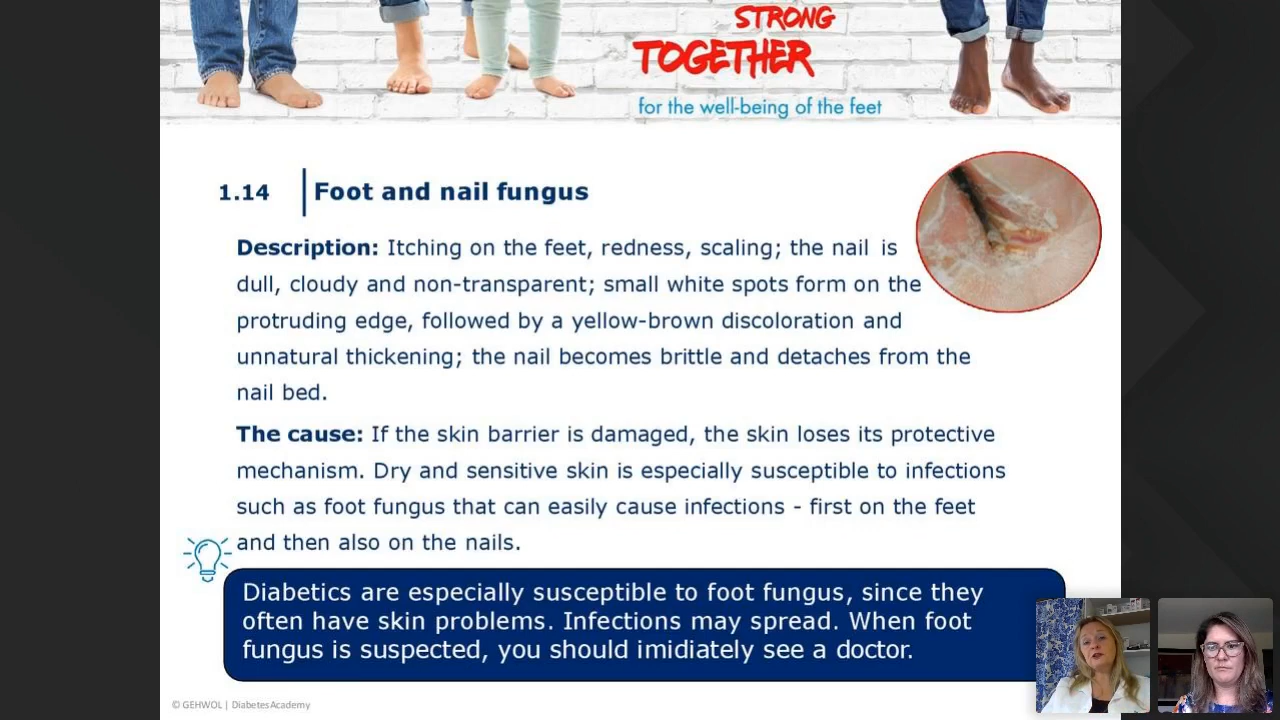 STRONG
TOGETHER
for the well-being of the feet
1.14 Foot and nail fungus
Description: Itching on the feet, redness, scaling; the nail is
dull, cloudy and non-transparent; small white spots form on the
protruding edge, followed by a yellow-brown discoloration and
unnatural thickening; the nail becomes brittle and detaches from the
nail bed.
The cause: If the skin barrier is damaged, the skin loses its protective
mechanism. Dry and sensitive skin is especially susceptible to infections
such as foot fungus that can easily cause infections - first on the feet
and then also on the nails.
Diabetics are especially susceptible to foot fungus, since they
often have skin problems. Infections may spread. When foot
fungus is suspected, you should imidiately see a doctor.
© GEHWOL | DiabetesAcademy